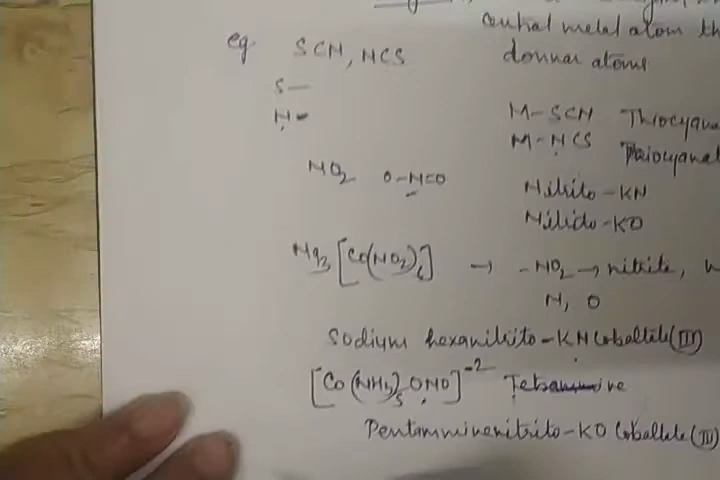 central metal atom th
eg. SCN, NCS donnar atoms
S—
N—
M-SCN Thiocyana
M-NCS Thiocyanat
NO2 O-N=O Nitrito-KN
Nitrito-KO
Na3[Co(NO2)6] → -NO2 → nitrite,
N, O
Sodium hexanitrito-KN Cobaltate(III)
[Co(NH3)5 ONO]-2
Pentamminenitrito-KO Cobaltate(III)